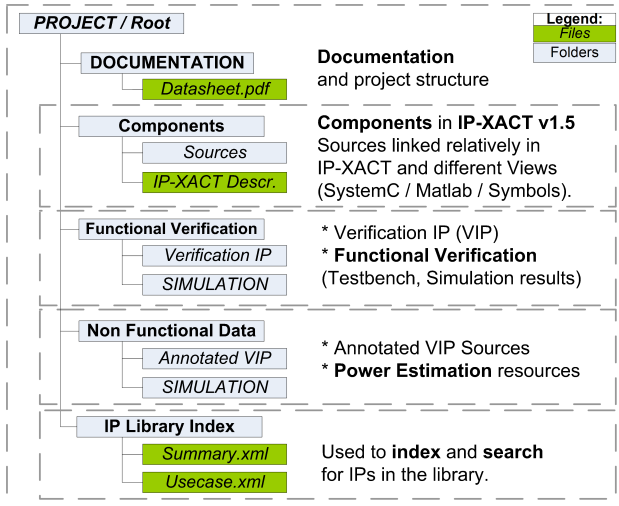 PROJECT / Root
Legend:
Files
Folders
DOCUMENTATION
Datasheet.pdf
Documentation
and project structure
Components
Sources
IP-XACT Descr.
Components in IP-XACT v1.5
Sources linked relatively in
IP-XACT and different Views
(SystemC / Matlab / Symbols).
Functional Verification
Verification IP
SIMULATION
* Verification IP (VIP)
* Functional Verification
(Testbench, Simulation results)
Non Functional Data
Annotated VIP
SIMULATION
* Annotated VIP Sources
* Power Estimation resources
IP Library Index
Summary.xml
Usecase.xml
Used to index and search
for IPs in the library.